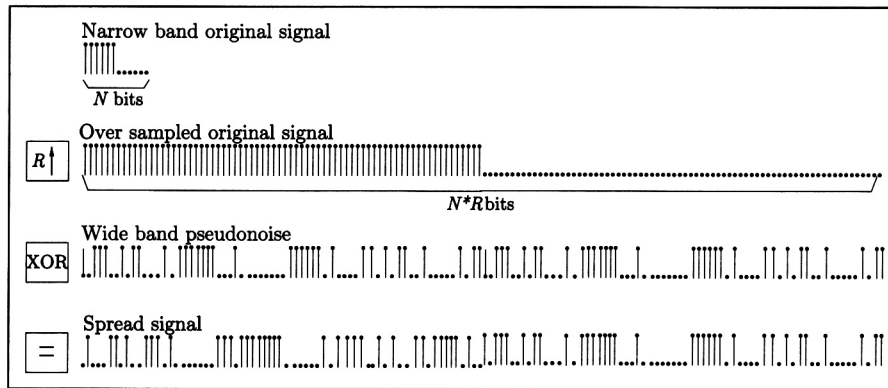 Narrow band original signal
N bits
Over sampled original signal
R↑
N*R bits
Wide band pseudonoise
XOR
Spread signal
=